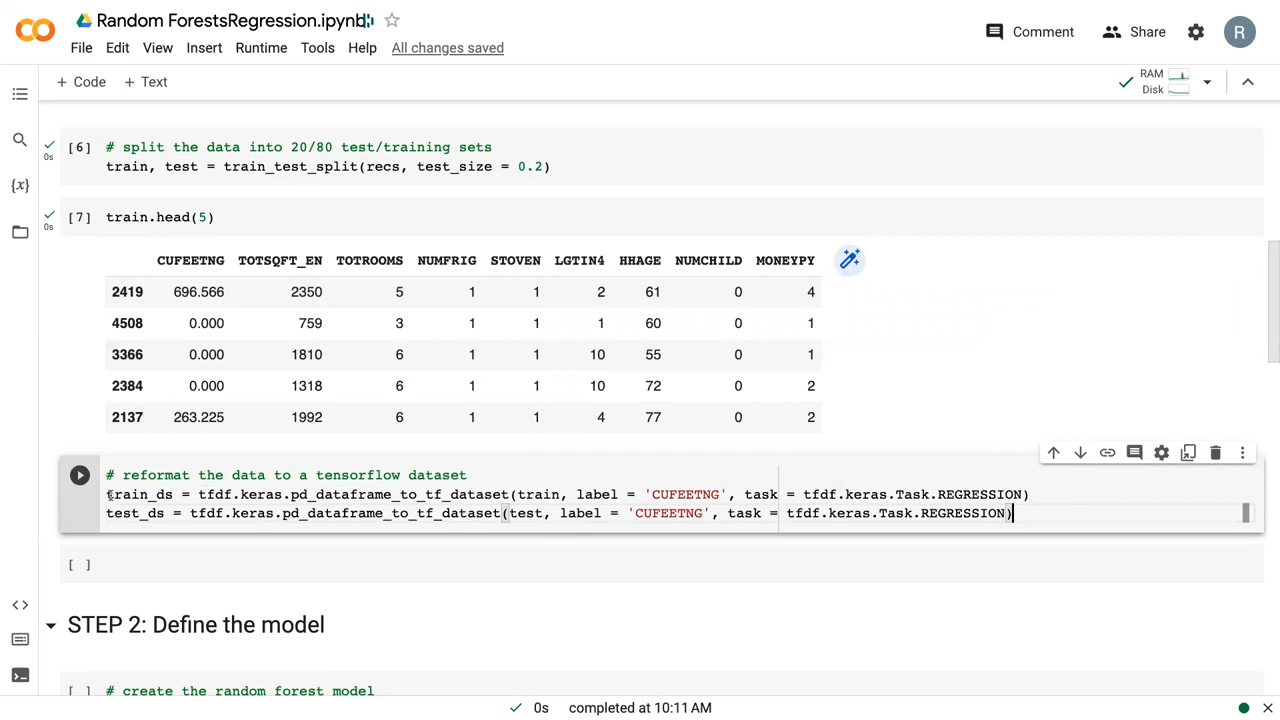 Random ForestsRegression.ipynb
File Edit View Insert Runtime Tools Help All changes saved
Comment Share R
+ Code + Text
RAM
Disk
0s [6] # split the data into 20/80 test/training sets
train, test = train_test_split(recs, test_size = 0.2)
0s [7] train.head(5)
CUFEETNG TOTSQFT_EN TOTROOMS NUMFRIG STOVEN LGTIN4 HHAGE NUMCHILD MONEYPY
2419 696.566 2350 5 1 1 2 61 0 4
4508 0.000 759 3 1 1 1 60 0 1
3366 0.000 1810 6 1 1 10 55 0 1
2384 0.000 1318 6 1 1 10 72 0 2
2137 263.225 1992 6 1 1 4 77 0 2
# reformat the data to a tensorflow dataset
train_ds = tfdf.keras.pd_dataframe_to_tf_dataset(train, label = 'CUFEETNG', task = tfdf.keras.Task.REGRESSION)
test_ds = tfdf.keras.pd_dataframe_to_tf_dataset(test, label = 'CUFEETNG', task = tfdf.keras.Task.REGRESSION)
[ ]
STEP 2: Define the model
[ ] # create the random forest model
0s completed at 10:11 AM